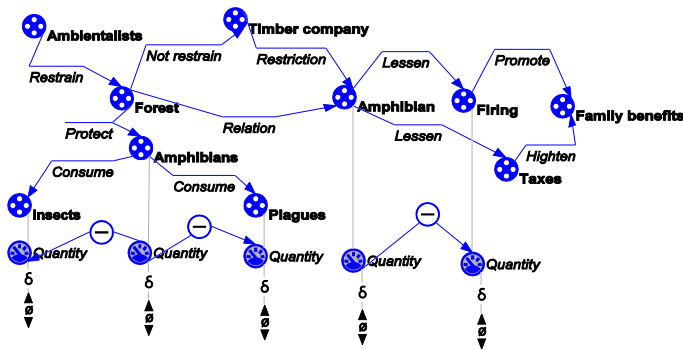 Ambientalists
Timber company
Not restrain
Restriction
Lessen
Promote
Restrain
Forest
Amphibian
Firing
Family benefits
Protect
Relation
Lessen
Amphibians
Highten
Consume
Consume
Taxes
Insects
Plagues
Quantity
Quantity
Quantity
Quantity
Quantity
δ
δ
δ
δ
δ
ø
ø
ø
ø
ø